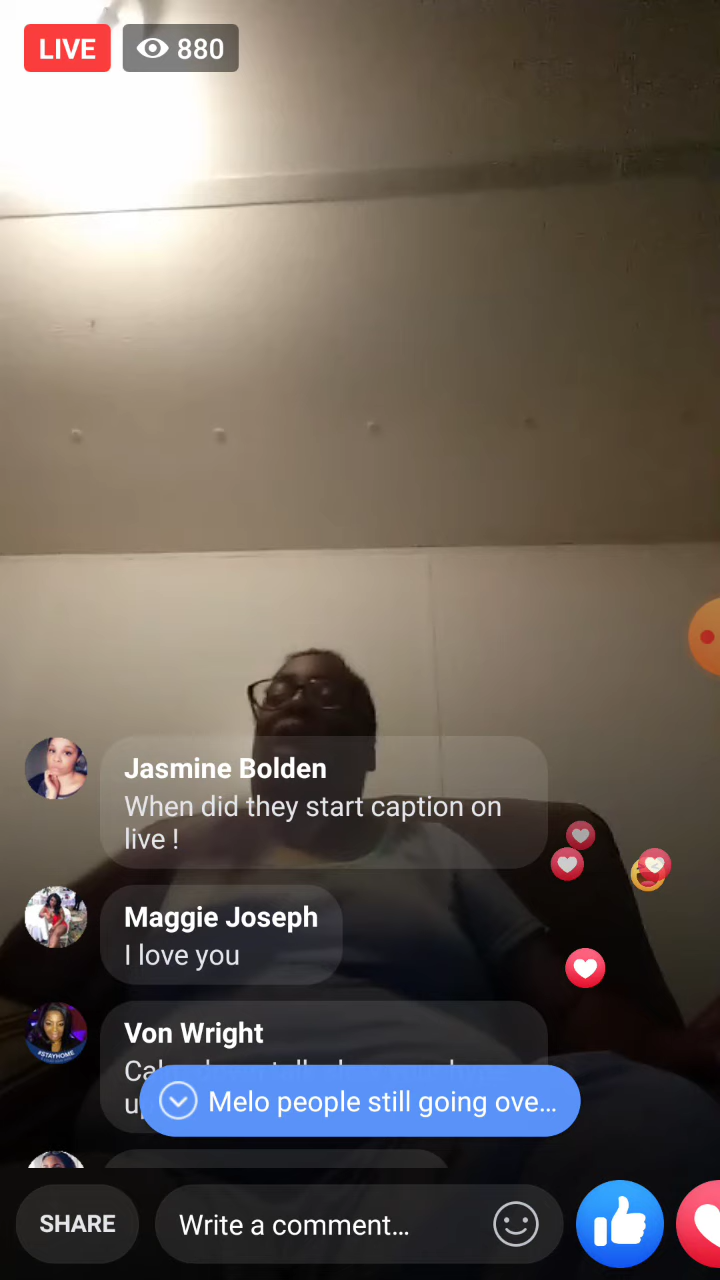 LIVE
880
Jasmine Bolden
When did they start caption on
live !
Maggie Joseph
I love you
Von Wright
Melo people still going ove...
SHARE
Write a comment...
#STAYHOME